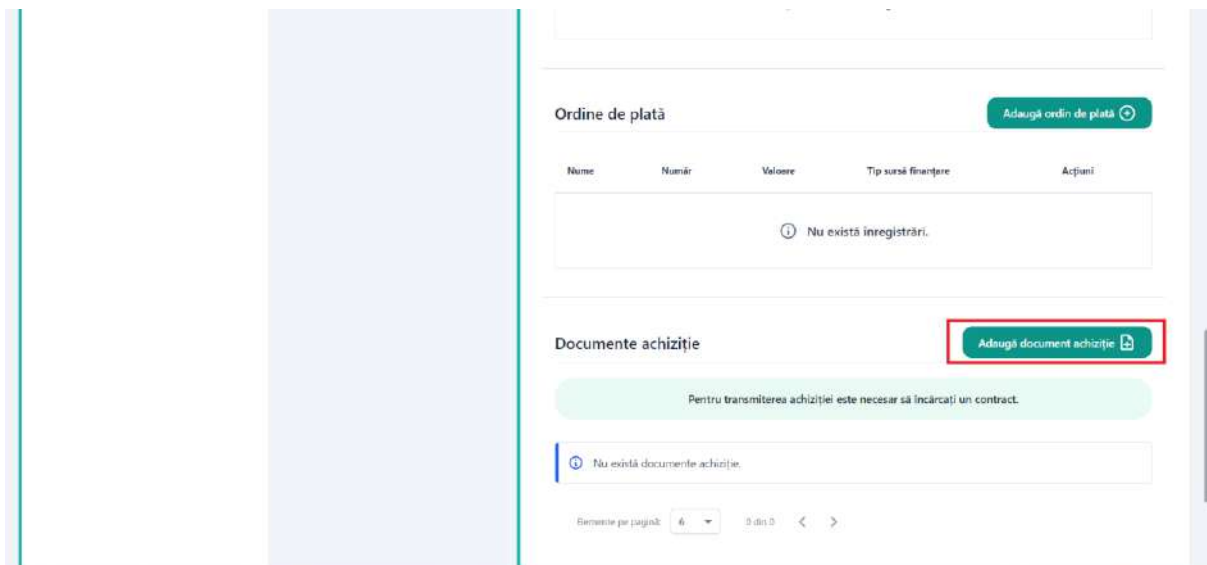 Ordine de plată
Adaugă ordin de plată
Nume Număr Valoare Tip sursă finanțare Acțiuni
Nu există înregistrări.
Documente achiziție
Adaugă document achiziție
Pentru transmiterea achiziției este necesar să încărcați un contract.
Nu există documente achiziție.
Elemente pe pagină: 6 0 din 0